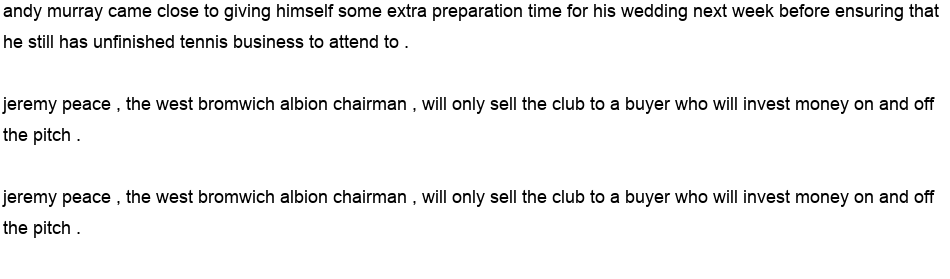 andy murray came close to giving himself some extra preparation time for his wedding next week before ensuring that
he still has unfinished tennis business to attend to .
jeremy peace , the west bromwich albion chairman , will only sell the club to a buyer who will invest money on and off
the pitch .
jeremy peace , the west bromwich albion chairman , will only sell the club to a buyer who will invest money on and off
the pitch .